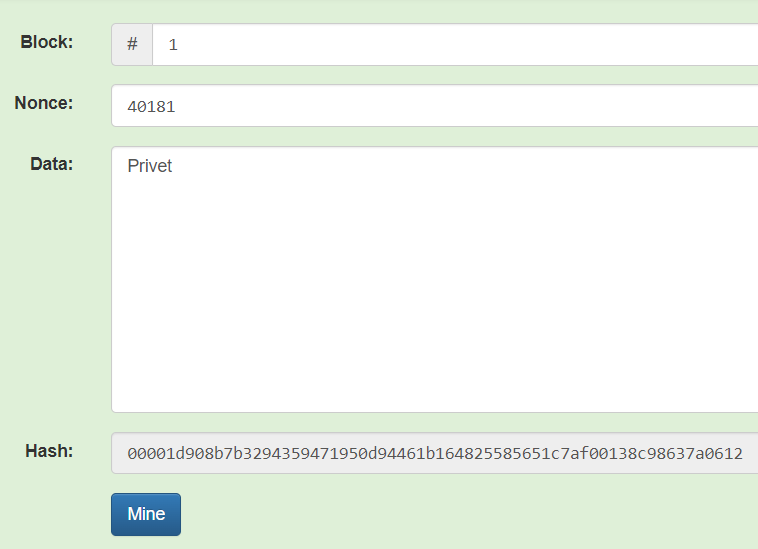 Block: # 1
Nonce: 40181
Data: Privet
Hash: 00001d908b7b3294359471950d94461b164825585651c7af00138c98637a0612
Mine